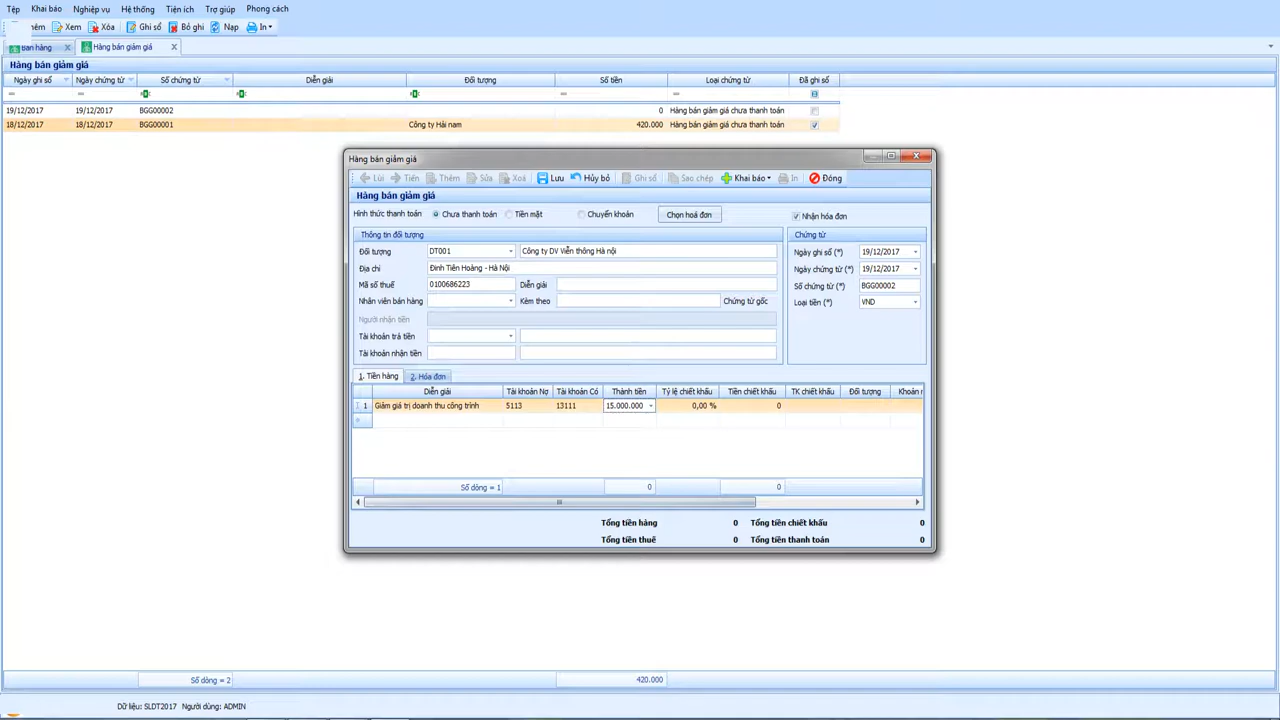 Tệp Khai báo Nghiệp vụ Hệ thống Tiện ích Trợ giúp Phong cách
Xem Xóa Ghi sổ Bỏ ghi Nạp In
Bán hàng Hàng bán giảm giá
Hàng bán giảm giá
Ngày ghi sổ Ngày chứng từ Số chứng từ Diễn giải Đối tượng Số tiền Loại chứng từ Đã ghi sổ
19/12/2017 19/12/2017 BGG00002 0 Hàng bán giảm giá chưa thanh toán
18/12/2017 18/12/2017 BGG00001 Công ty Hải nam 420.000 Hàng bán giảm giá chưa thanh toán
Hàng bán giảm giá
Lùi Tiến Thêm Sửa Xoá Lưu Hủy bỏ Ghi sổ Sao chép Khai báo In Đóng
Hàng bán giảm giá
Hình thức thanh toán Chưa thanh toán Tiền mặt Chuyển khoản Chọn hoá đơn Nhận hóa đơn
Thông tin đối tượng Chứng từ
Đối tượng DT001 Công ty DV Viễn thông Hà nội Ngày ghi sổ (*) 19/12/2017
Địa chỉ Đinh Tiên Hoàng - Hà Nội Ngày chứng từ (*) 19/12/2017
Mã số thuế 0100686223 Diễn giải Số chứng từ (*) BGG00002
Nhân viên bán hàng Kèm theo Chứng từ gốc Loại tiền (*) VND
Người nhận tiền
Tài khoản trả tiền
Tài khoản nhận tiền
1. Tiền hàng 2. Hóa đơn
Diễn giải Tài khoản Nợ Tài khoản Có Thành tiền Tỷ lệ chiết khấu Tiền chiết khấu TK chiết khấu Đối tượng
1 Giảm giá trị doanh thu công trình 5113 13111 15.000.000 0,00 % 0
Số dòng = 1 0 0
Tổng tiền hàng 0 Tổng tiền chiết khấu 0
Tổng tiền thuế 0 Tổng tiền thanh toán 0
Số dòng = 2 420.000
Dữ liệu: SLDT2017 Người dùng: ADMIN